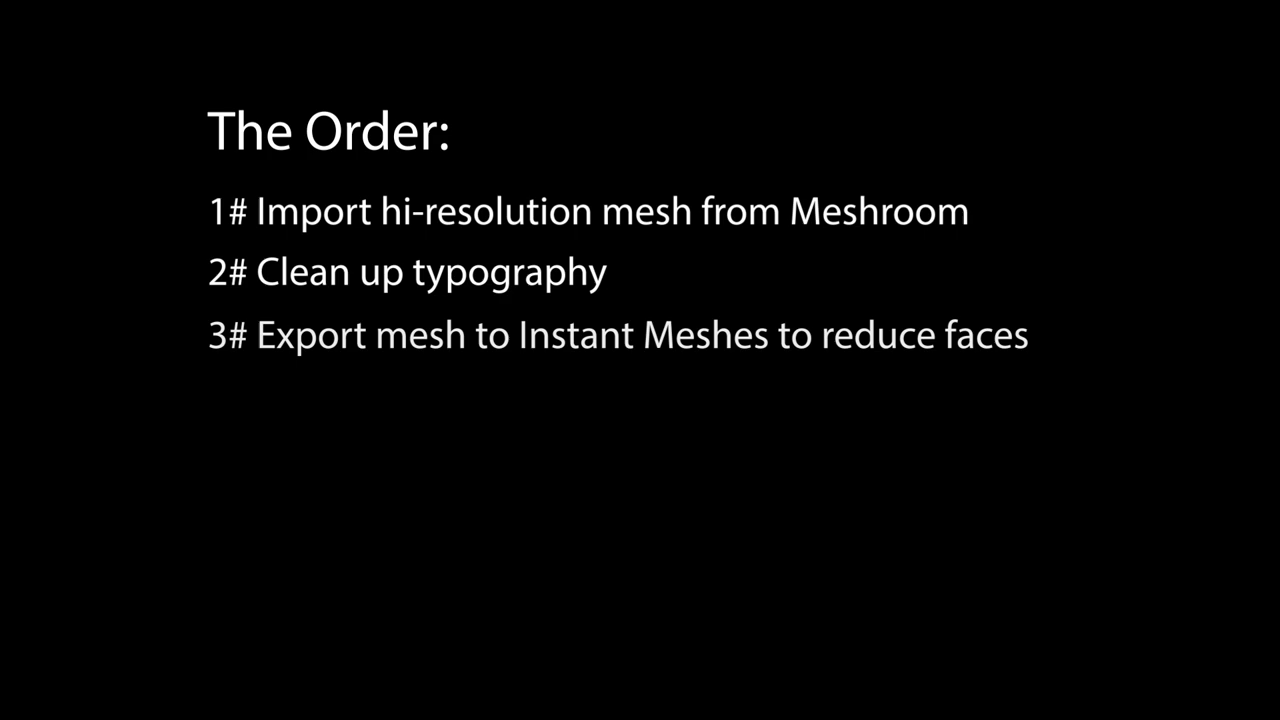 The Order:
1# Import hi-resolution mesh from Meshroom
2# Clean up typography
3# Export mesh to Instant Meshes to reduce faces